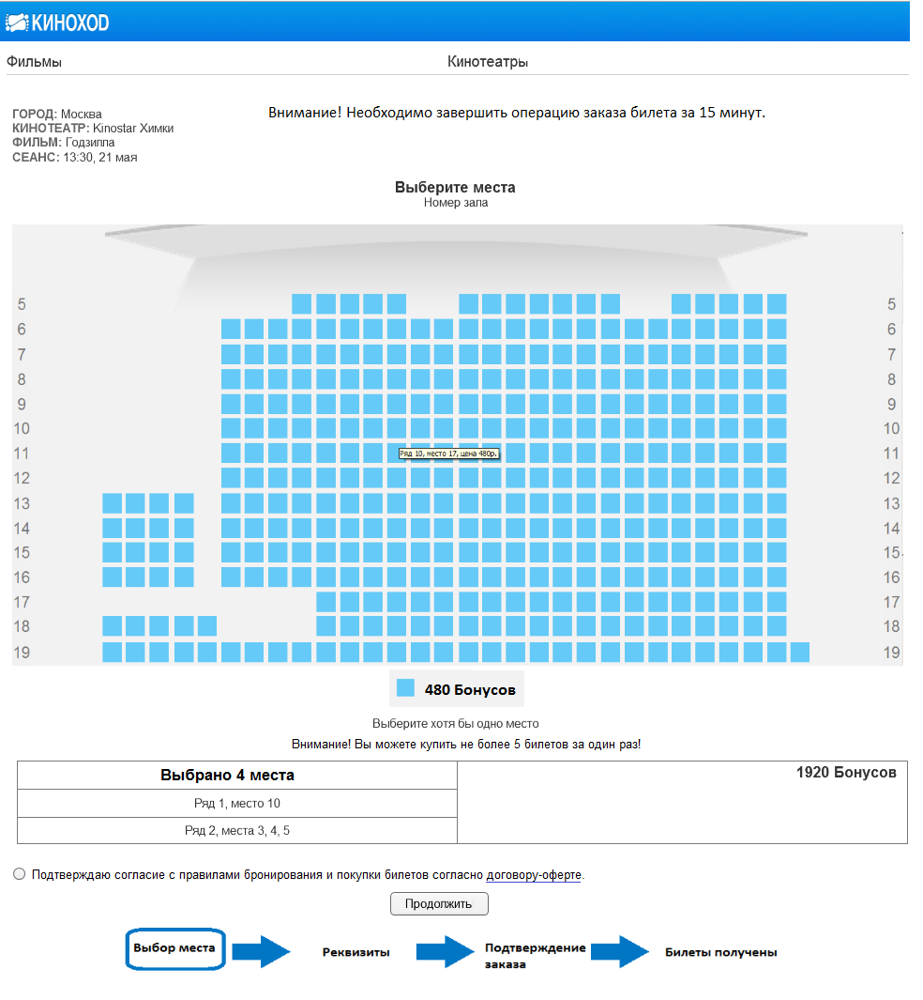 КИНОХОД
Фильмы Кинотеатры
ГОРОД: Москва
КИНОТЕАТР: Kinostar Химки
ФИЛЬМ: Годзилла
СЕАНС: 13:30, 21 мая
Внимание! Необходимо завершить операцию заказа билета за 15 минут.
Выберите места
Номер зала
5 5
6 6
7 7
8 8
9 9
10 10
11 Ряд 10, место 17, цена 480р. 11
12 12
13 13
14 14
15 15
16 16
17 17
18 18
19 19
480 Бонусов
Выберите хотя бы одно место
Внимание! Вы можете купить не более 5 билетов за один раз!
Выбрано 4 места 1920 Бонусов
Ряд 1, место 10
Ряд 2, места 3, 4, 5
Подтверждаю согласие с правилами бронирования и покупки билетов согласно договору-оферте.
Продолжить
Выбор места Реквизиты Подтверждение заказа Билеты получены